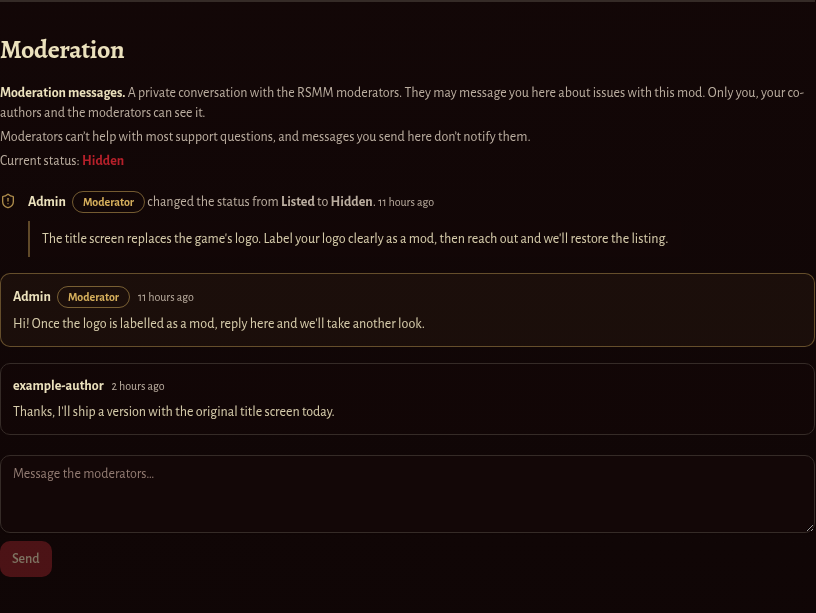 Moderation
Moderation messages. A private conversation with the RSMM moderators. They may message you here about issues with this mod. Only you, your co-
authors and the moderators can see it.
Moderators can't help with most support questions, and messages you send here don't notify them.
Current status: Hidden
Admin Moderator changed the status from Listed to Hidden. 11 hours ago
The title screen replaces the game's logo. Label your logo clearly as a mod, then reach out and we'll restore the listing.
Admin Moderator 11 hours ago
Hi! Once the logo is labelled as a mod, reply here and we'll take another look.
example-author 2 hours ago
Thanks, I'll ship a version with the original title screen today.
Message the moderators...
Send